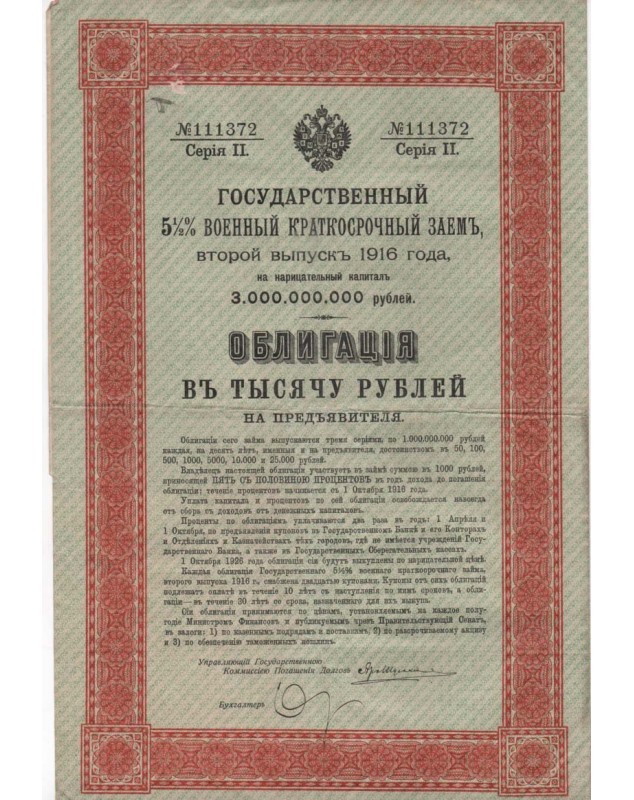 №111372
Серія II.
№111372
Серія II.
ГОСУДАРСТВЕННЫЙ
5½% ВОЕННЫЙ КРАТКОСРОЧНЫЙ ЗАЕМЪ,
второй выпускъ 1916 года,
на нарицательный капиталъ
3.000.000.000 рублей.
ОБЛИГАЦІЯ
ВЪ ТЫСЯЧУ РУБЛЕЙ
НА ПРЕДЪЯВИТЕЛЯ.
Облигаціи сего займа выпускаются тремя серіями, по 1.000.000.000 рублей
каждая, на десять лѣтъ, именныя и на предъявителя, достоинствомъ въ 50, 100,
500, 1000, 5000, 10.000 и 25.000 рублей.
Владѣлецъ настоящей облигаціи участвуетъ въ займѣ суммою въ 1000 рублей,
приносящей ПЯТЬ СЪ ПОЛОВИНОЮ ПРОЦЕНТОВЪ въ годъ дохода до погашенія
облигаціи; теченіе процентовъ начинается съ 1 Октября 1916 года.
Уплата капитала и процентовъ по сей облигаціи освобождается навсегда
отъ сбора съ доходовъ отъ денежныхъ капиталовъ.
Проценты по облигаціямъ уплачиваются два раза въ годъ: 1 Апрѣля и
1 Октября, по предъявленіи купоновъ въ Государственномъ Банкѣ и его Конторахъ
и Отдѣленіяхъ и Казначействахъ тѣхъ городовъ, гдѣ не имѣется учрежденій Государственнаго
Банка, а также въ Государственныхъ Сберегательныхъ кассахъ.
1 Октября 1926 года облигаціи сіи будутъ выкуплены по нарицательной цѣнѣ.
Каждая облигація Государственнаго 5½% военнаго краткосрочнаго займа,
второго выпуска 1916 г., снабжена двадцатью купонами. Купоны отъ сихъ облигацій
подлежатъ оплатѣ въ теченіе 10 лѣтъ съ наступленія по нимъ сроковъ, а облигаціи—въ
теченіе 30 лѣтъ со срока, назначеннаго для ихъ выкупа.
Сіи облигаціи принимаются по цѣнамъ, устанавливаемымъ на каждое полугодіе
Министромъ Финансовъ и публикуемымъ чрезъ Правительствующій Сенатъ,
въ залоги: 1) по казеннымъ подрядамъ и поставкамъ, 2) по разсрочиваемому акцизу
и 3) по обезпеченію таможенныхъ пошлинъ.
Управляющій Государственною
Коммиссіею Погашенія Долговъ
Бухгалтеръ